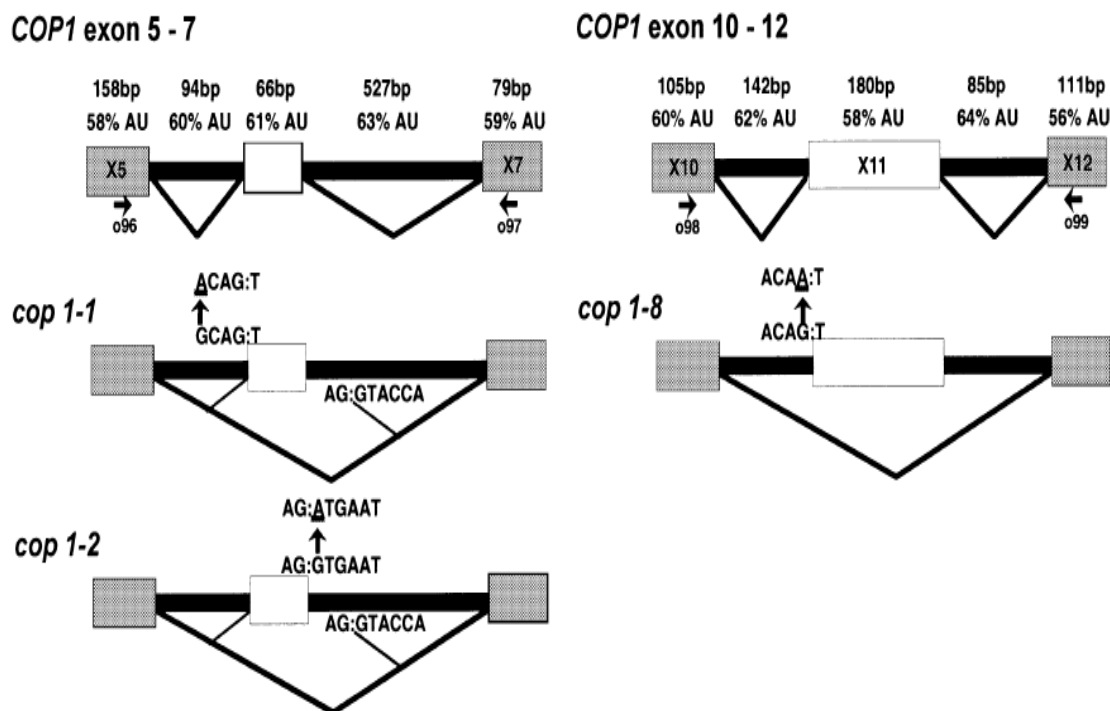 COP1 exon 5 - 7
158bp 94bp 66bp 527bp 79bp
58% AU 60% AU 61% AU 63% AU 59% AU
X5 X7
o96 o97
COP1 exon 10 - 12
105bp 142bp 180bp 85bp 111bp
60% AU 62% AU 58% AU 64% AU 56% AU
X10 X11 X12
o98 o99
cop 1-1
ACAG:T
GCAG:T
AG:GTACCA
cop 1-8
ACAA:T
ACAG:T
cop 1-2
AG:ATGAAT
AG:GTGAAT
AG:GTACCA